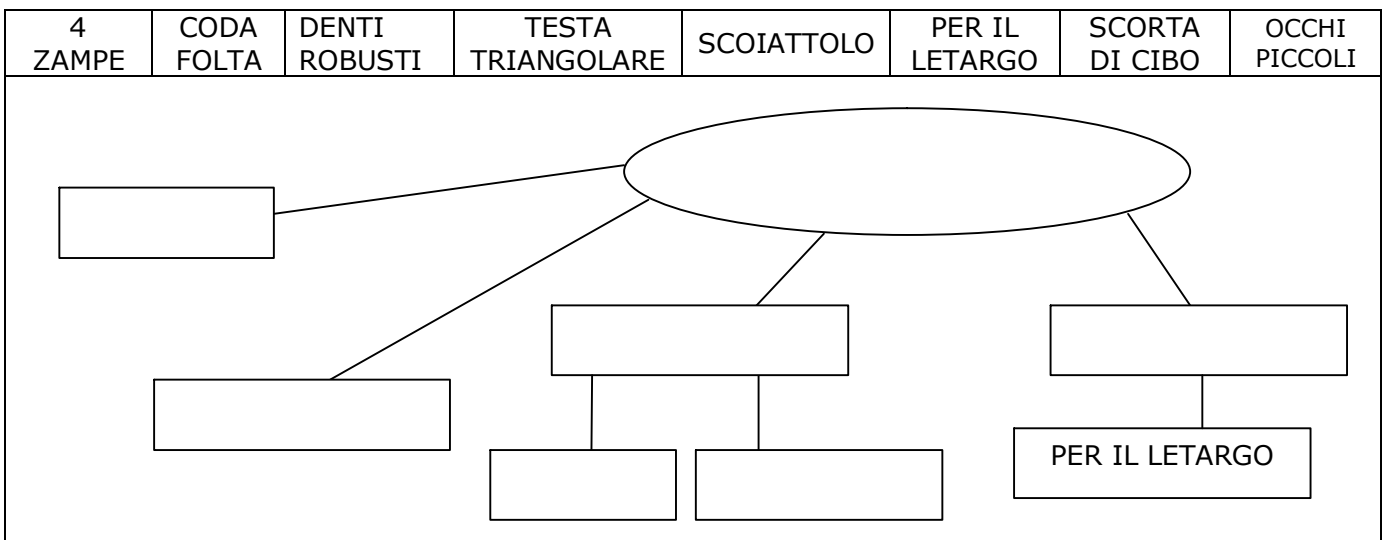 4
ZAMPE
CODA
FOLTA
DENTI
ROBUSTI
TESTA
TRIANGOLARE
SCOIATTOLO
PER IL
LETARGO
SCORTA
DI CIBO
OCCHI
PICCOLI
PER IL LETARGO